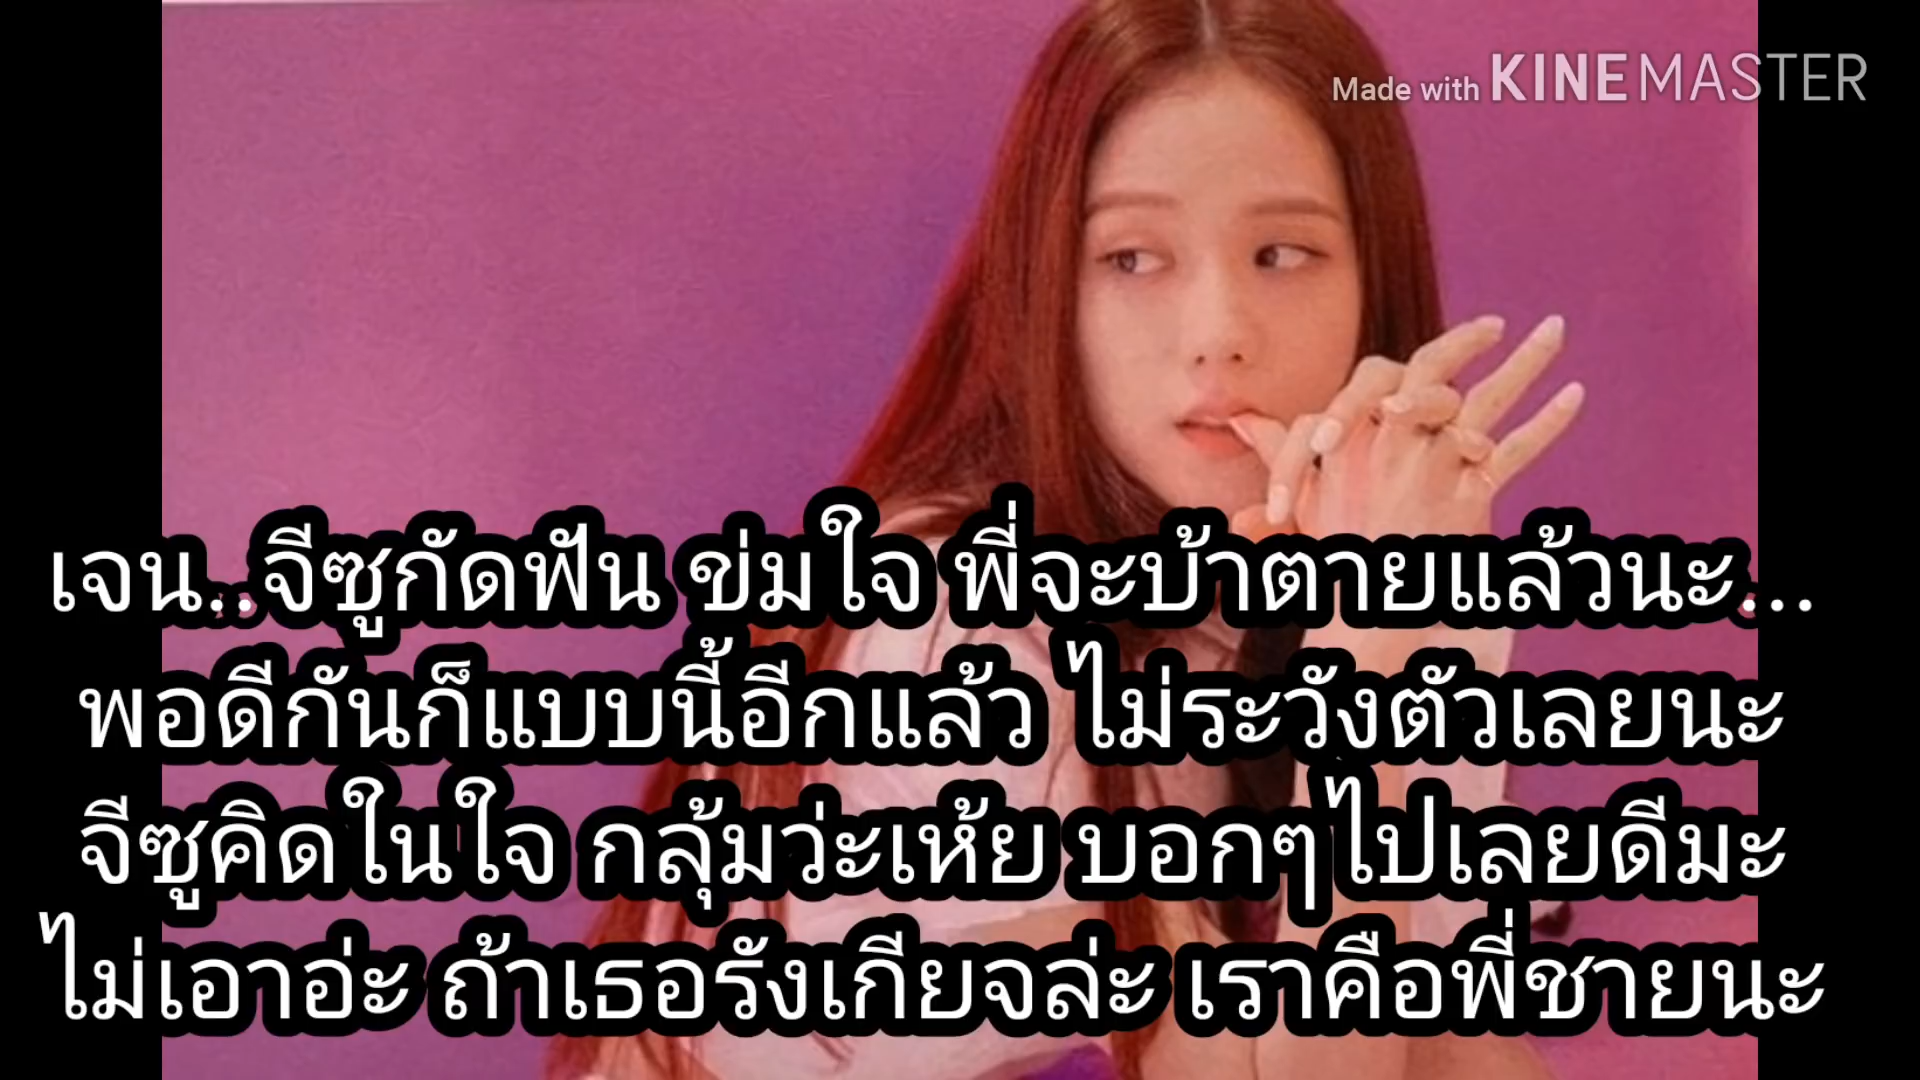 Made with KINEMASTER
เจน..จีซูกัดฟัน ข่มใจ พี่จะบ้าตายแล้วนะ...
พอดีกันก็แบบนี้อีกแล้ว ไม่ระวังตัวเลยนะ
จีซูคิดในใจ กลุ้มว่ะเห้ย บอกๆไปเลยดีมะ
ไม่เอาอ่ะ ถ้าเธอรังเกียจล่ะ เราคือพี่ชายนะ